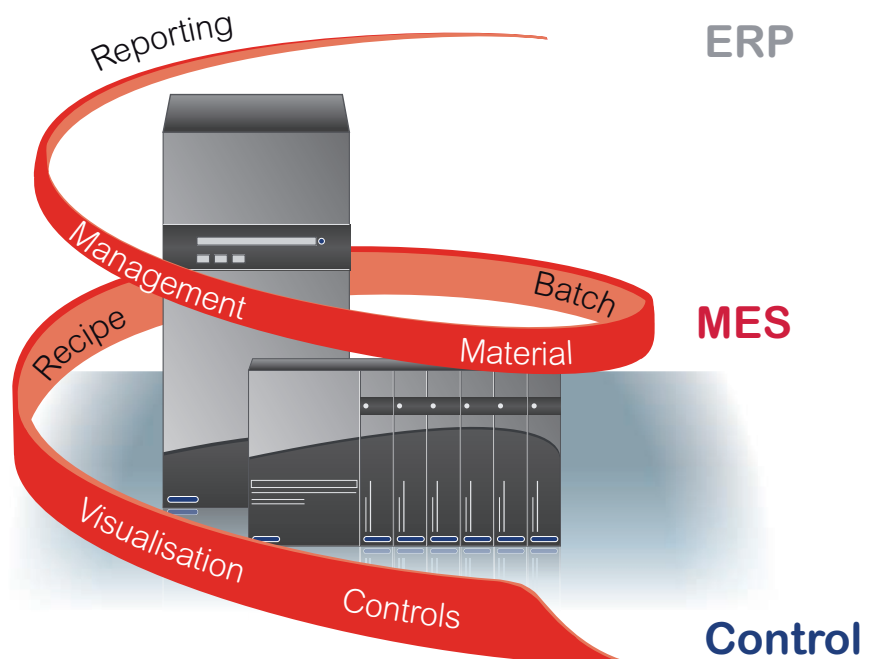 Reporting
ERP
Management
Batch
Recipe
Material
MES
Visualisation
Controls
Control